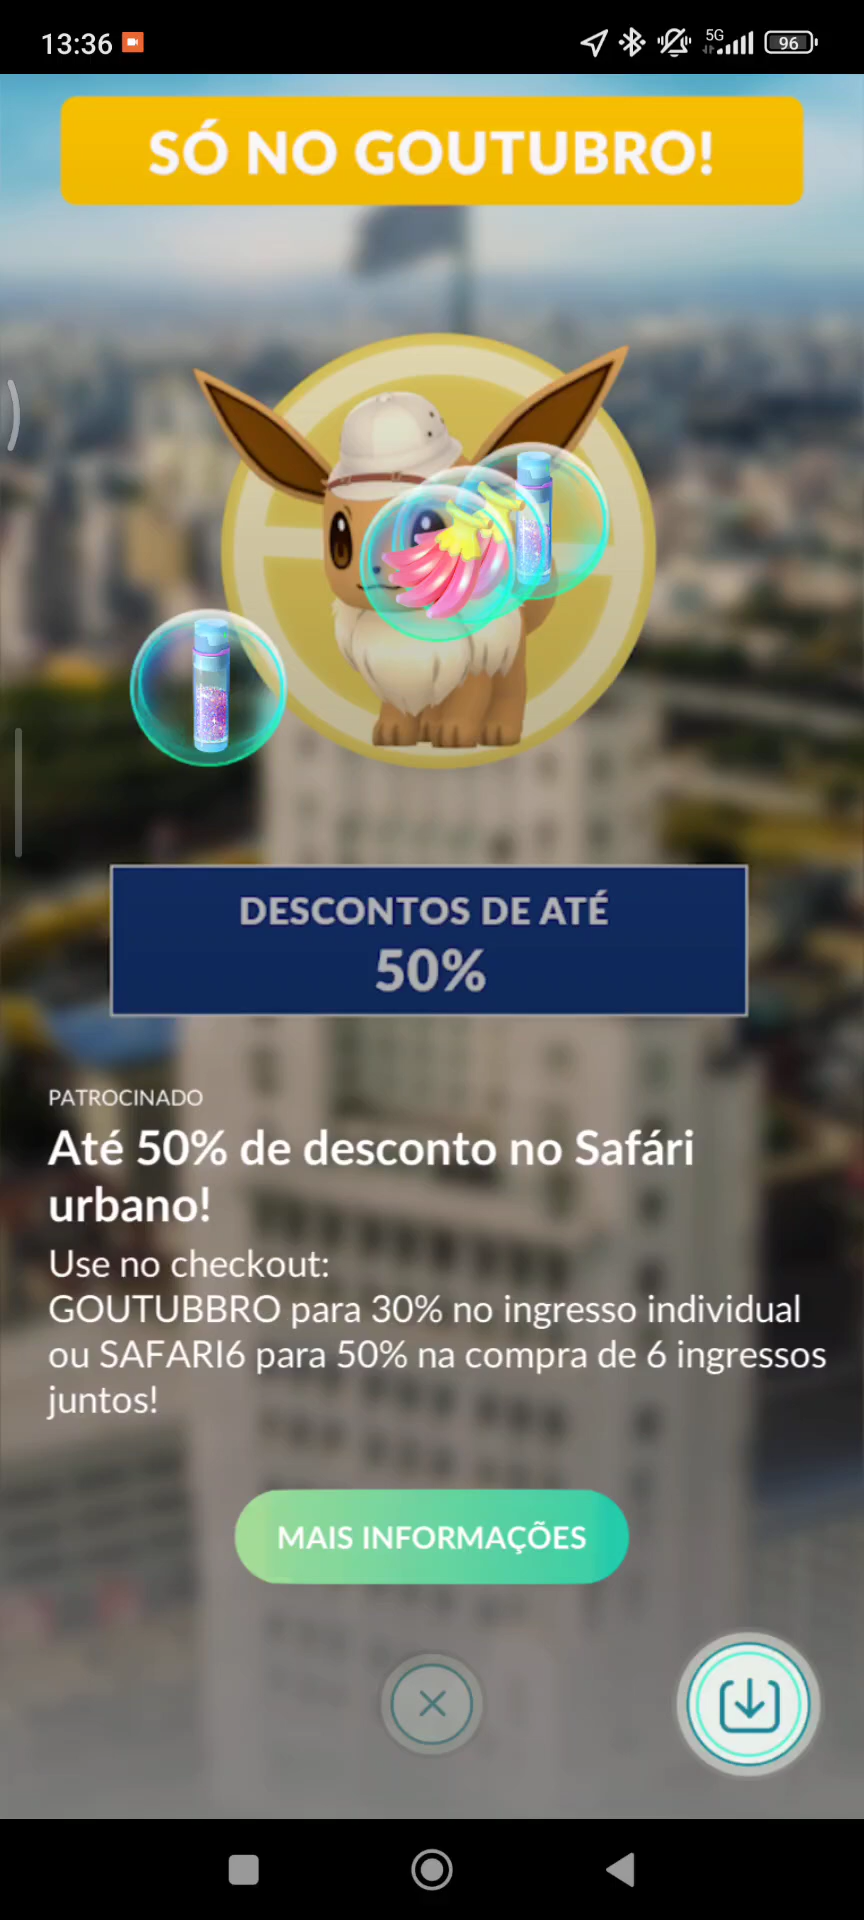 13:36
5G
96
SÓ NO GOUTUBRO!
DESCONTOS DE ATÉ
50%
PATROCINADO
Até 50% de desconto no Safári
urbano!
Use no checkout:
GOUTUBBRO para 30% no ingresso individual
ou SAFARI6 para 50% na compra de 6 ingressos
juntos!
MAIS INFORMAÇÕES